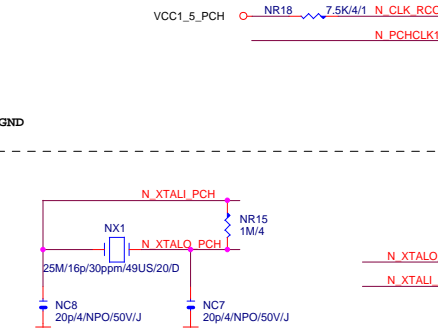 VCC1_5_PCH
NR18
7.5K/4/1
N_CLK_RCO
N_PCHCLK1
GND
N_XTALI_PCH
NR15
1M/4
NX1
N_XTALO_PCH
25M/16p/30ppm/49US/20/D
N_XTALO
N_XTALI_
NC8
20p/4/NPO/50V/J
NC7
20p/4/NPO/50V/J